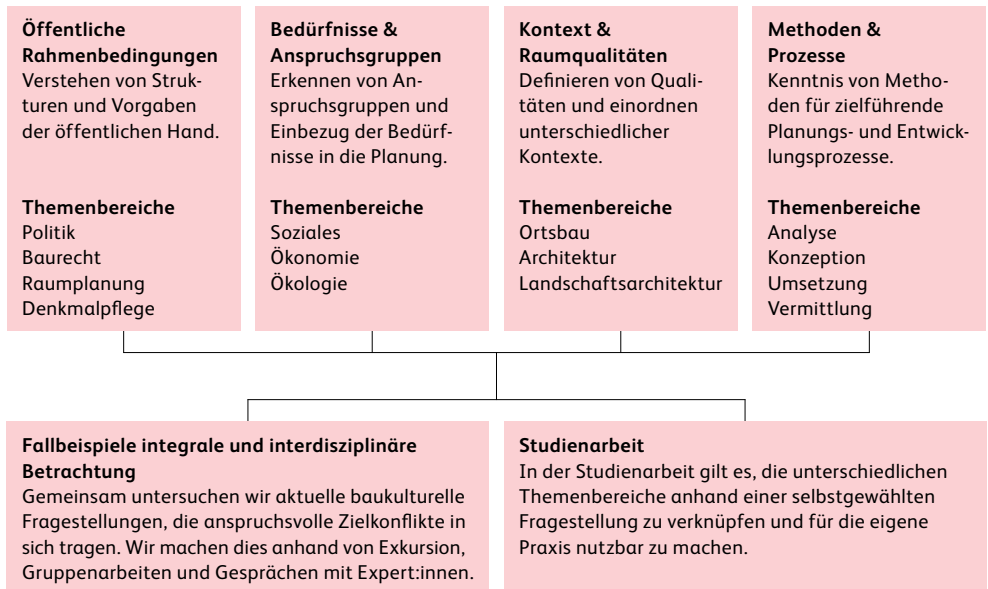 Öffentliche
Rahmenbedingungen
Verstehen von Struk-
turen und Vorgaben
der öffentlichen Hand.
Themenbereiche
Politik
Baurecht
Raumplanung
Denkmalpflege
Bedürfnisse &
Anspruchsgruppen
Erkennen von An-
spruchsgruppen und
Einbezug der Bedürf-
nisse in die Planung.
Themenbereiche
Soziales
Ökonomie
Ökologie
Kontext &
Raumqualitäten
Definieren von Quali-
täten und einordnen
unterschiedlicher
Kontexte.
Themenbereiche
Ortsbau
Architektur
Landschaftsarchitektur
Methoden &
Prozesse
Kenntnis von Metho-
den für zielführende
Planungs- und Entwick-
lungsprozesse.
Themenbereiche
Analyse
Konzeption
Umsetzung
Vermittlung
Fallbeispiele integrale und interdisziplinäre
Betrachtung
Gemeinsam untersuchen wir aktuelle baukulturelle
Fragestellungen, die anspruchsvolle Zielkonflikte in
sich tragen. Wir machen dies anhand von Exkursion,
Gruppenarbeiten und Gesprächen mit Expert:innen.
Studienarbeit
In der Studienarbeit gilt es, die unterschiedlichen
Themenbereiche anhand einer selbstgewählten
Fragestellung zu verknüpfen und für die eigene
Praxis nutzbar zu machen.